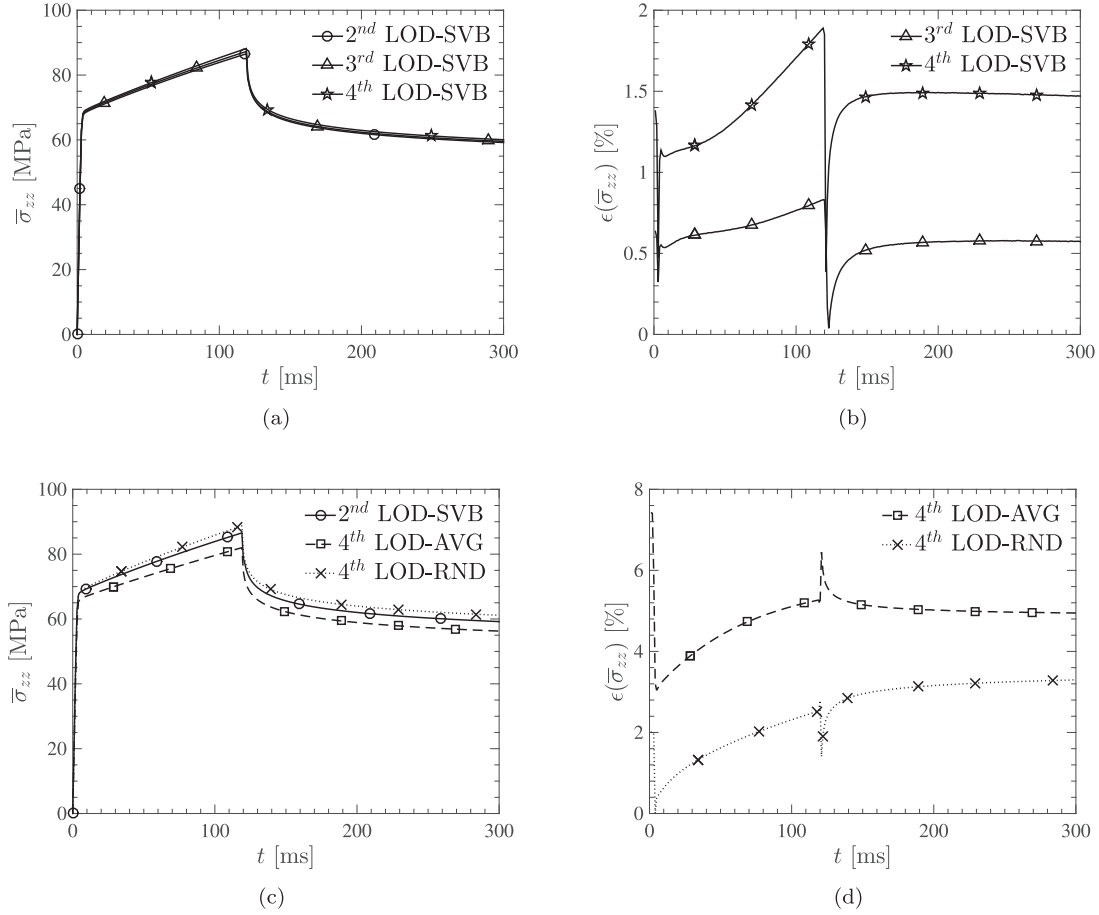 100
80
60
40
20
0
σ̅zz [MPa]
2nd LOD-SVB
3rd LOD-SVB
4th LOD-SVB
0 100 200 300
t [ms]
(a)
2
1.5
1
0.5
0
ϵ(σ̅zz) [%]
3rd LOD-SVB
4th LOD-SVB
0 100 200 300
t [ms]
(b)
100
80
60
40
20
0
σ̅zz [MPa]
2nd LOD-SVB
4th LOD-AVG
4th LOD-RND
0 100 200 300
t [ms]
(c)
8
6
4
2
0
ϵ(σ̅zz) [%]
4th LOD-AVG
4th LOD-RND
0 100 200 300
t [ms]
(d)